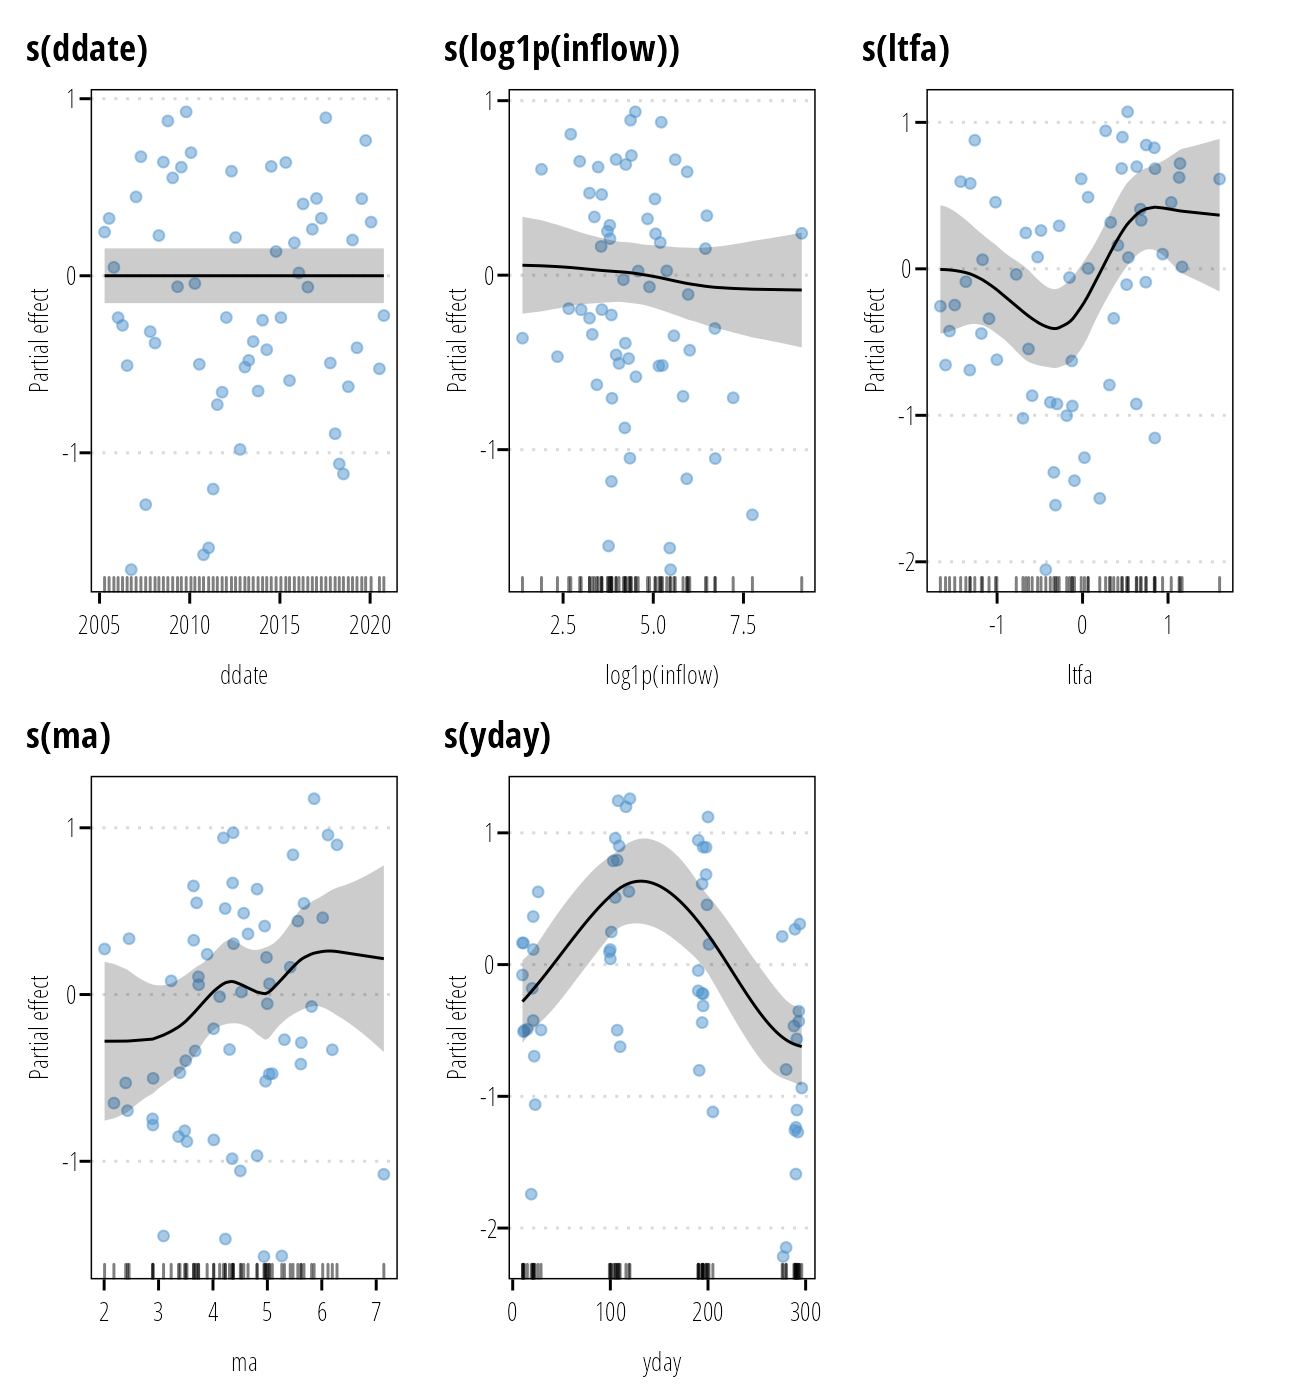 s(ddate)
s(log1p(inflow))
s(ltfa)
Partial effect
1
0
-1
2005 2010 2015 2020
ddate
Partial effect
1
0
-1
2.5 5.0 7.5
log1p(inflow)
Partial effect
1
0
-1
-2
-1 0 1
ltfa
s(ma)
s(yday)
Partial effect
1
0
-1
2 3 4 5 6 7
ma
Partial effect
1
0
-1
-2
0 100 200 300
yday